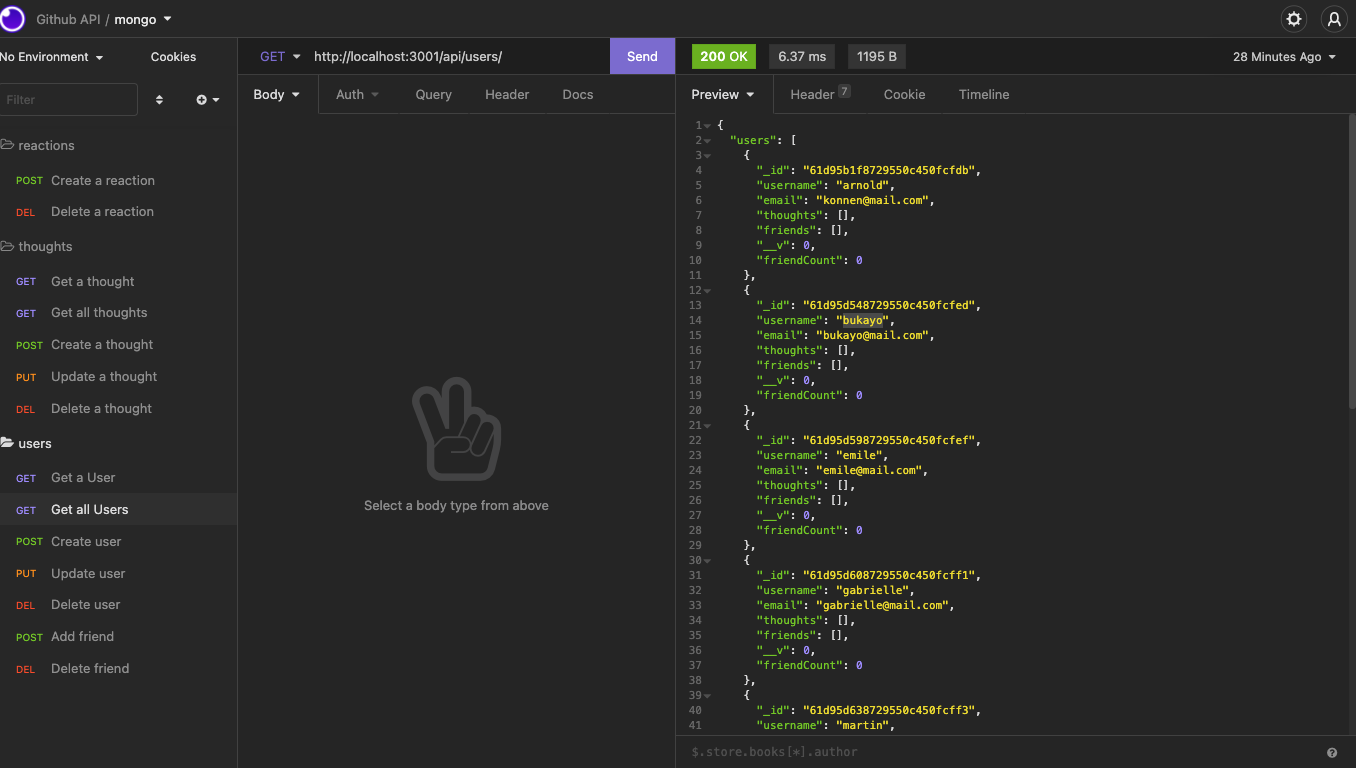 Github API / mongo
No Environment
Cookies
Filter
reactions
POST Create a reaction
DEL Delete a reaction
thoughts
GET Get a thought
GET Get all thoughts
POST Create a thought
PUT Update a thought
DEL Delete a thought
users
GET Get a User
GET Get all Users
POST Create user
PUT Update user
DEL Delete user
POST Add friend
DEL Delete friend
GET http://localhost:3001/api/users/ Send
Body Auth Query Header Docs
Select a body type from above
200 OK 6.37 ms 1195 B 28 Minutes Ago
Preview Header 7 Cookie Timeline
1 {
2 "users": [
3 {
4 "_id": "61d95b1f8729550c450fcfdb",
5 "username": "arnold",
6 "email": "konnen@mail.com",
7 "thoughts": [],
8 "friends": [],
9 "__v": 0,
10 "friendCount": 0
11 },
12 {
13 "_id": "61d95d548729550c450fcfed",
14 "username": "bukayo",
15 "email": "bukayo@mail.com",
16 "thoughts": [],
17 "friends": [],
18 "__v": 0,
19 "friendCount": 0
20 },
21 {
22 "_id": "61d95d598729550c450fcfef",
23 "username": "emile",
24 "email": "emile@mail.com",
25 "thoughts": [],
26 "friends": [],
27 "__v": 0,
28 "friendCount": 0
29 },
30 {
31 "_id": "61d95d608729550c450fcff1",
32 "username": "gabrielle",
33 "email": "gabrielle@mail.com",
34 "thoughts": [],
35 "friends": [],
36 "__v": 0,
37 "friendCount": 0
38 },
39 {
40 "_id": "61d95d638729550c450fcff3",
41 "username": "martin",
$.store.books[*].author